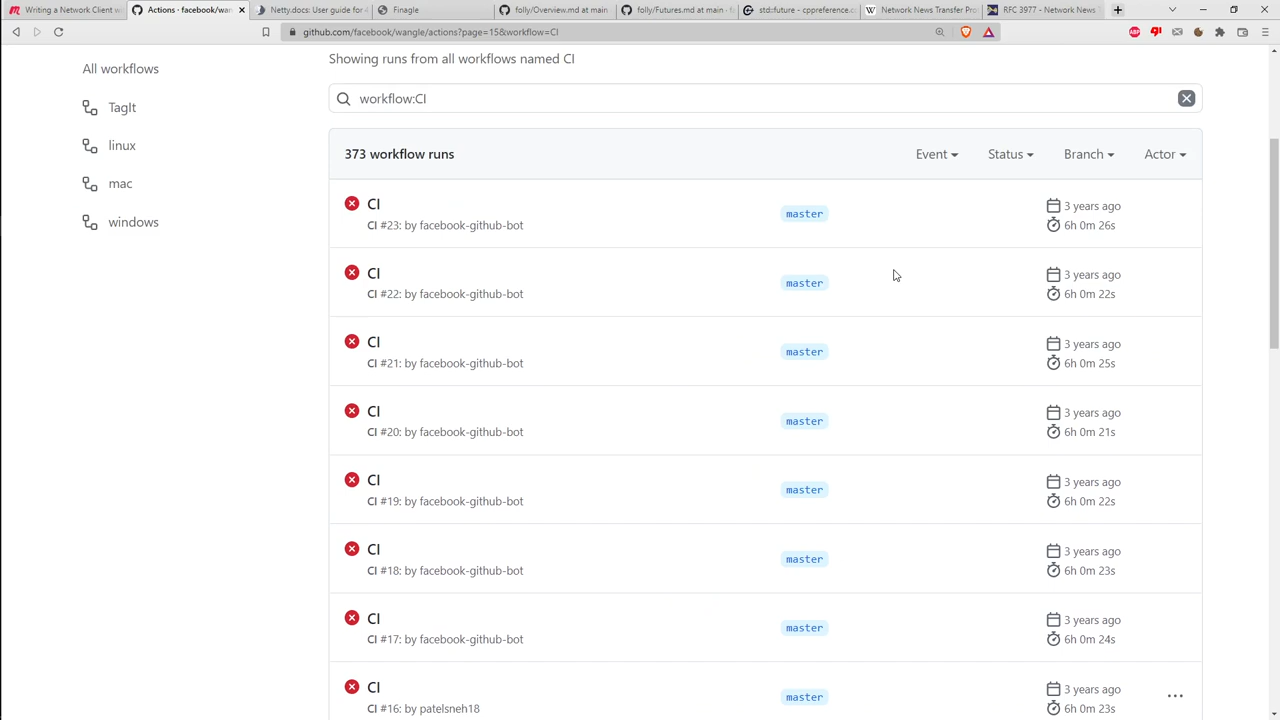 Writing a Network Client wi
Actions · facebook/wan
Netty.docs: User guide for 4
Finagle
folly/Overview.md at main
folly/Futures.md at main · f
std::future - cppreference.c
Network News Transfer Pro
RFC 3977 - Network News T
github.com/facebook/wangle/actions?page=15&workflow=CI
All workflows
TagIt
linux
mac
windows
Showing runs from all workflows named CI
workflow:CI
373 workflow runs
Event
Status
Branch
Actor
CI
CI #23: by facebook-github-bot
master
3 years ago
6h 0m 26s
CI
CI #22: by facebook-github-bot
master
3 years ago
6h 0m 22s
CI
CI #21: by facebook-github-bot
master
3 years ago
6h 0m 25s
CI
CI #20: by facebook-github-bot
master
3 years ago
6h 0m 21s
CI
CI #19: by facebook-github-bot
master
3 years ago
6h 0m 22s
CI
CI #18: by facebook-github-bot
master
3 years ago
6h 0m 23s
CI
CI #17: by facebook-github-bot
master
3 years ago
6h 0m 24s
CI
CI #16: by patelsneh18
master
3 years ago
6h 0m 23s